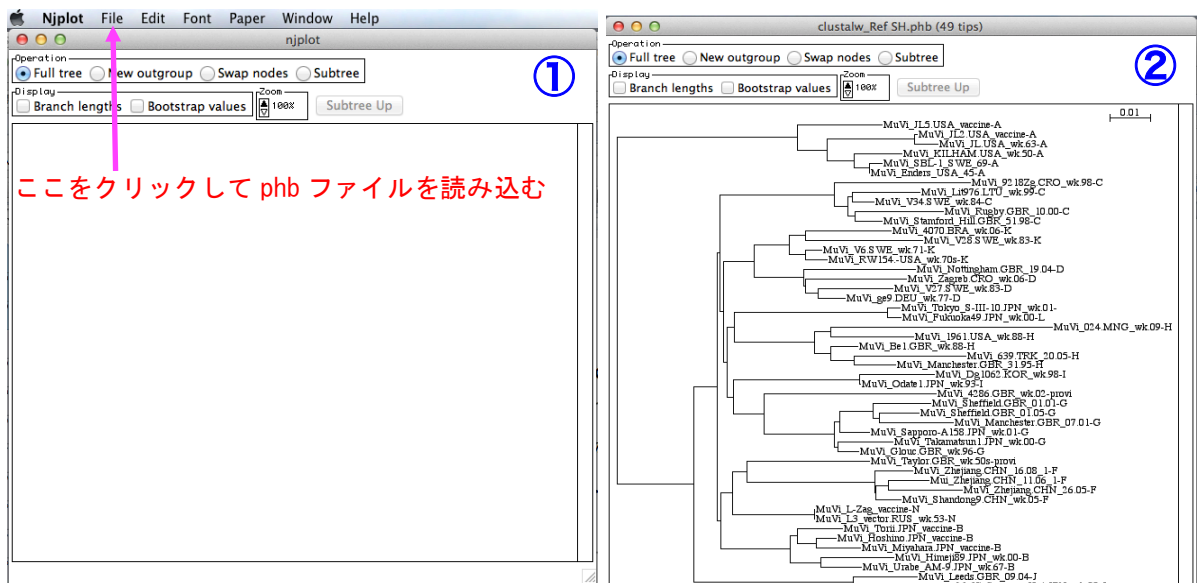 Njplot File Edit Font Paper Window Help
njplot
Operation
Full tree New outgroup Swap nodes Subtree
Display
Branch lengths Bootstrap values
Zoom
100%
Subtree Up
①
ここをクリックして phb ファイルを読み込む
clustalw_Ref SH.phb (49 tips)
Operation
Full tree New outgroup Swap nodes Subtree
Display
Branch lengths Bootstrap values
Zoom
100%
Subtree Up
②
0.01
MuVi_JL5.USA_vaccine-A
MuVi_JL2.USA_vaccine-A
MuVi_JL.USA_wk.63-A
MuVi_KILHAM.USA_wk.50-A
MuVi_SBL-1_SWE_69-A
MuVi_Enders_USA_45-A
MuVi_9218Zg.CRO_wk.98-C
MuVi_Lit976.LTU_wk.99-C
MuVi_V34.SWE_wk.84-C
MuVi_Rugby.GBR_10.00-C
MuVi_Stamford_Hill.GBR_51.98-C
MuVi_4070.BRA_wk.06-K
MuVi_V28.SWE_wk.83-K
MuVi_V6.SWE_wk.71-K
MuVi_RW154.-USA_wk.70s-K
MuVi_Nottingham.GBR_19.04-D
MuVi_Zagreb.CRO_wk.06-D
MuVi_V27.SWE_wk.83-D
MuVi_ge9.DEU_wk.77-D
MuVi_Tokyo_S-III-10.JPN_wk.01-
MuVi_Fukuoka49.JPN_wk.00-L
MuVi_024.MNG_wk.09-H
MuVi_1961.USA_wk.88-H
MuVi_Be1.GBR_wk.88-H
MuVi_639.TRK_20.05-H
MuVi_Manchester.GBR_31.95-H
MuVi_Dg1062.KOR_wk.98-I
MuVi_Odate1.JPN_wk.93-I
MuVi_4286.GBR_wk.02-provi
MuVi_Sheffield.GBR_01.01-G
MuVi_Sheffield.GBR_01.05-G
MuVi_Manchester.GBR_07.01-G
MuVi_Sapporo-A158.JPN_wk.01-G
MuVi_Takamatsun1.JPN_wk.00-G
MuVi_Glouc.GBR_wk.96-G
MuVi_Taylor.GBR_wk.50s-provi
MuVi_Zhejiang.CHN_16.08_1-F
Mui_Zhejiang.CHN_11.06_1-F
MuVi_Zhejiang.CHN_26.05-F
MuVi_Shandong9.CHN_wk.05-F
MuVi_L-Zag_vaccine-N
MuVi_L3_vector.RUS_wk.53-N
MuVi_Torii.JPN_vaccine-B
MuVi_Hoshino.JPN_vaccine-B
MuVi_Miyahara.JPN_vaccine-B
MuVi_Himeji89.JPN_wk.00-B
MuVi_Urabe_AM-9.JPN_wk.67-B
MuVi_Leeds.GBR_09.04-J